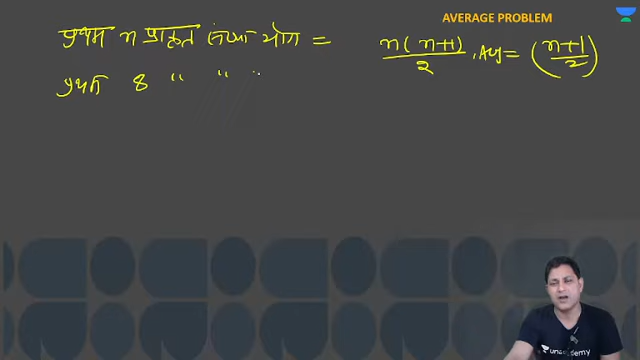 AVERAGE PROBLEM
प्रथम n प्राकृत संख्या योग = n(n+1)/2, Avg = (n+1/2)
प्रथम 8 " " "
unacademy